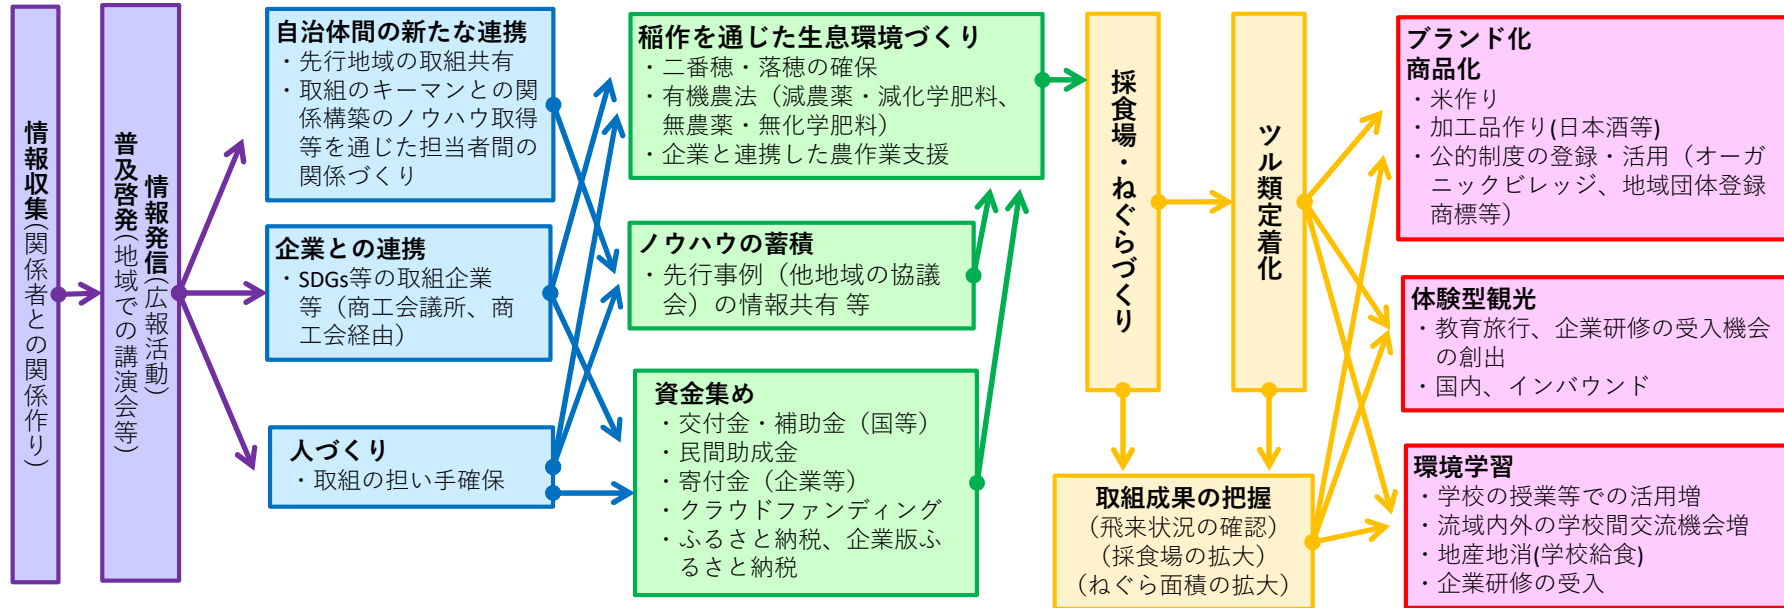 情報収集(関係者との関係作り)
情報発信(広報活動)
普及啓発(地域での講演会等)
自治体間の新たな連携
・先行地域の取組共有
・取組のキーマンとの関
係構築のノウハウ取得
等を通じた担当者間の
関係づくり
企業との連携
・SDGs等の取組企業
等（商工会議所、商
工会経由）
人づくり
・取組の担い手確保
稲作を通じた生息環境づくり
・二番穂・落穂の確保
・有機農法（減農薬・減化学肥料、
無農薬・無化学肥料）
・企業と連携した農作業支援
ノウハウの蓄積
・先行事例（他地域の協議
会）の情報共有 等
資金集め
・交付金・補助金（国等）
・民間助成金
・寄付金（企業等）
・クラウドファンディング
・ふるさと納税、企業版ふ
るさと納税
採食場・ねぐらづくり
ツル類定着化
取組成果の把握
（飛来状況の確認）
（採食場の拡大）
（ねぐら面積の拡大）
ブランド化
商品化
・米作り
・加工品作り(日本酒等)
・公的制度の登録・活用（オーガ
ニックビレッジ、地域団体登録
商標等）
体験型観光
・教育旅行、企業研修の受入機会
の創出
・国内、インバウンド
環境学習
・学校の授業等での活用増
・流域内外の学校間交流機会増
・地産地消(学校給食)
・企業研修の受入